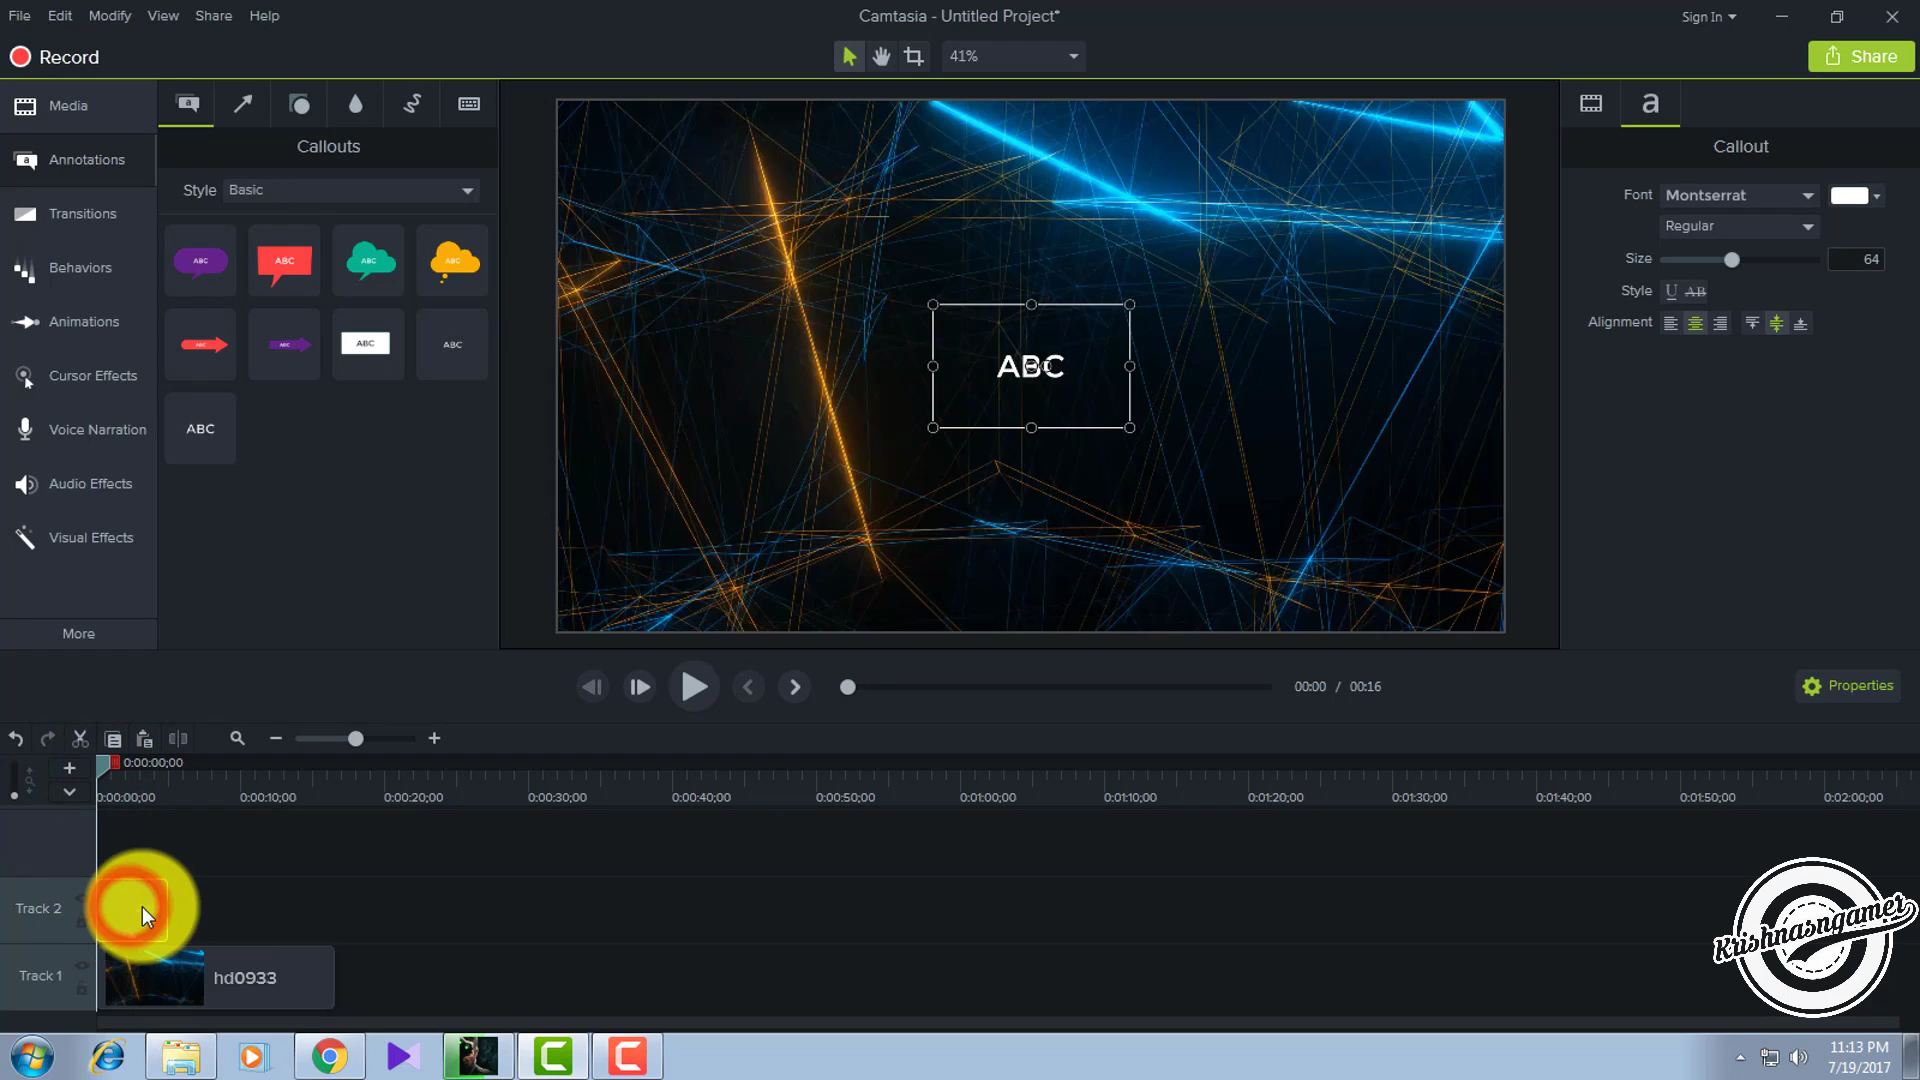 File Edit Modify View Share Help
Camtasia - Untitled Project*
Sign In
Record
41%
Share
Media
Annotations
Transitions
Behaviors
Animations
Cursor Effects
Voice Narration
Audio Effects
Visual Effects
More
Callouts
Style Basic
ABC ABC ABC ABC
ABC ABC ABC ABC
ABC
ABC
a
Callout
Font Montserrat
Regular
Size 64
Style U AB
Alignment
00:00 / 00:16
Properties
0:00:00;00
0:00:00;00 0:00:10;00 0:00:20;00 0:00:30;00 0:00:40;00 0:00:50;00 0:01:00;00 0:01:10;00 0:01:20;00 0:01:30;00 0:01:40;00 0:01:50;00 0:02:00;00
Track 2
Track 1
hd0933
Krishnasngamer
11:13 PM
7/19/2017